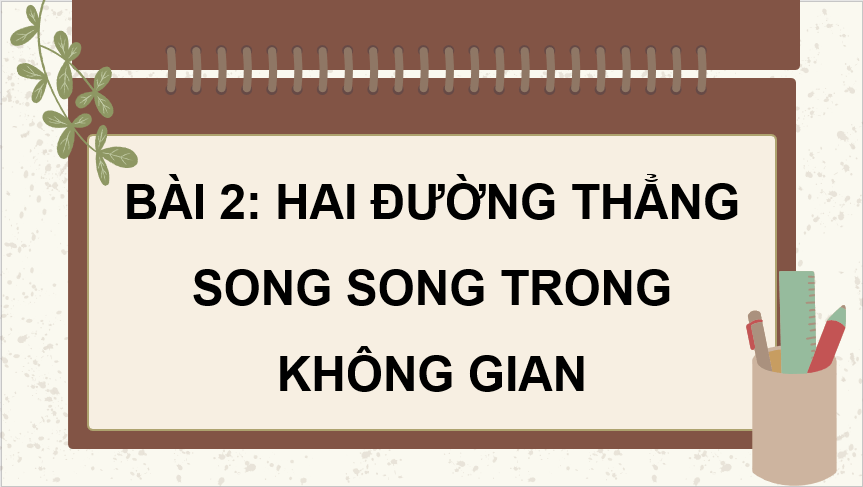 BÀI 2: HAI ĐƯỜNG THẲNG
SONG SONG TRONG
KHÔNG GIAN